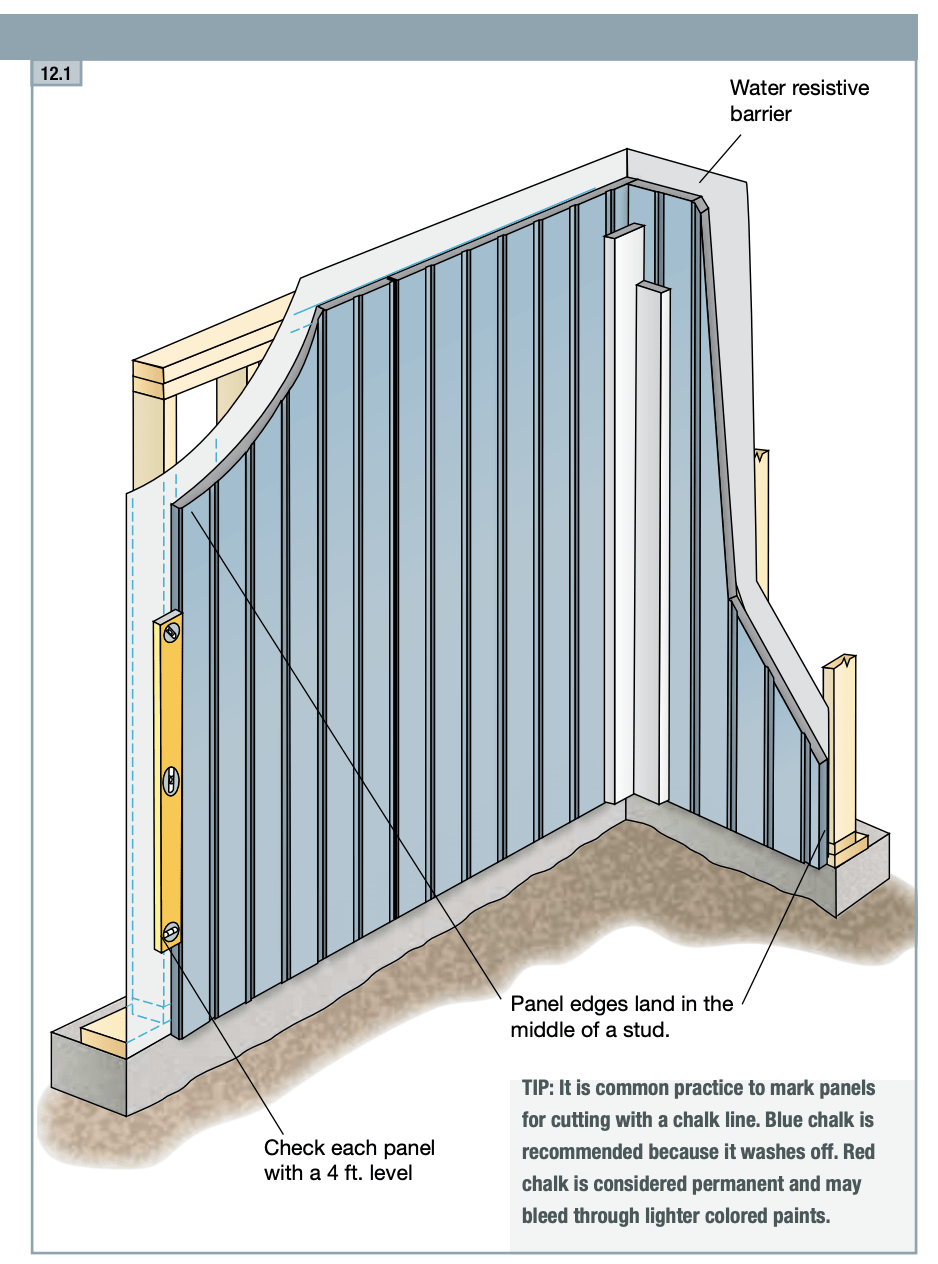 12.1
Water resistive
barrier
Panel edges land in the
middle of a stud.
Check each panel
with a 4 ft. level
TIP: It is common practice to mark panels
for cutting with a chalk line. Blue chalk is
recommended because it washes off. Red
chalk is considered permanent and may
bleed through lighter colored paints.